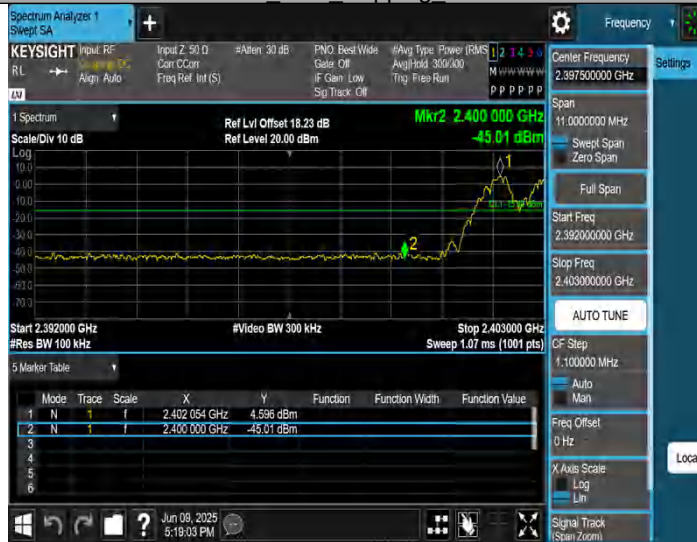 Spectrum Analyzer 1
Swept SA
+
Frequency
KEYSIGHT
RL
Input: RF
Coupling: DC
Align: Auto
Input Z: 50 Ω
Corr CCorr
Freq Ref: Int (S)
#Atten: 30 dB
PNO: Best Wide
Gate: Off
IF Gain: Low
Sig Track: Off
#Avg Type: Power (RMS
Avg|Hold: 300/300
Trig: Free Run
1 2 3 4 5 6
M W W W W W
P P P P P P
1 Spectrum
Scale/Div 10 dB
Ref Lvl Offset 18.23 dB
Ref Level 20.00 dBm
Mkr2 2.400 000 GHz
-45.01 dBm
Log
10.0
0.00
-10.0
-20.0
-30.0
-40.0
-50.0
-60.0
-70.0
1
2
Start 2.392000 GHz
#Res BW 100 kHz
#Video BW 300 kHz
Stop 2.403000 GHz
Sweep 1.07 ms (1001 pts)
5 Marker Table
Mode Trace Scale X Y Function Function Width Function Value
1 N 1 f 2.402 054 GHz 4.596 dBm
2 N 1 f 2.400 000 GHz -45.01 dBm
3
4
5
6
Jun 09, 2025
5:19:03 PM
?
Center Frequency
2.397500000 GHz
Span
11.0000000 MHz
Swept Span
Zero Span
Full Span
Start Freq
2.392000000 GHz
Stop Freq
2.403000000 GHz
AUTO TUNE
CF Step
1.100000 MHz
Auto
Man
Freq Offset
0 Hz
X Axis Scale
Log
Lin
Signal Track
(Span Zoom)
Settings
Loca